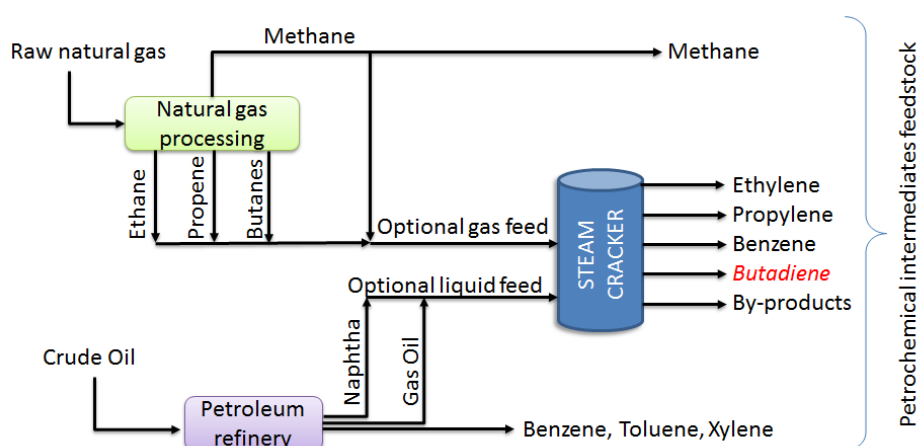 Methane
Raw natural gas
Methane
Natural gas
processing
Ethane
Propene
Butanes
Optional gas feed
STEAM
CRACKER
Ethylene
Propylene
Benzene
Butadiene
By-products
Optional liquid feed
Naphtha
Gas Oil
Crude Oil
Petroleum
refinery
Benzene, Toluene, Xylene
Petrochemical intermediates feedstock